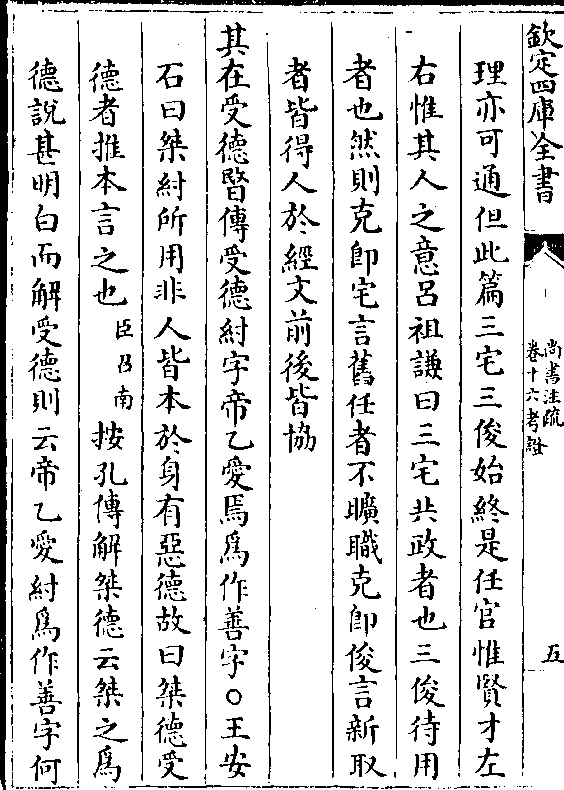 欽定四庫全書
尚書注疏
卷十六考證
五
理亦可通但此篇三宅三俊始終是任官惟賢才左
右惟其人之意呂祖謙曰三宅共政者也三俊待用
者也然則克卽宅言舊任者不曠職克卽俊言新取
者皆得人於經文前後皆協
其在受德暋傳受德紂字帝乙愛焉爲作善字○王安
石曰桀紂所用非人皆本於身有惡德故曰桀德受
德者推本言之也臣召南按孔傳解桀德云桀之爲
德說甚明白而解受德則云帝乙愛紂爲作善字何